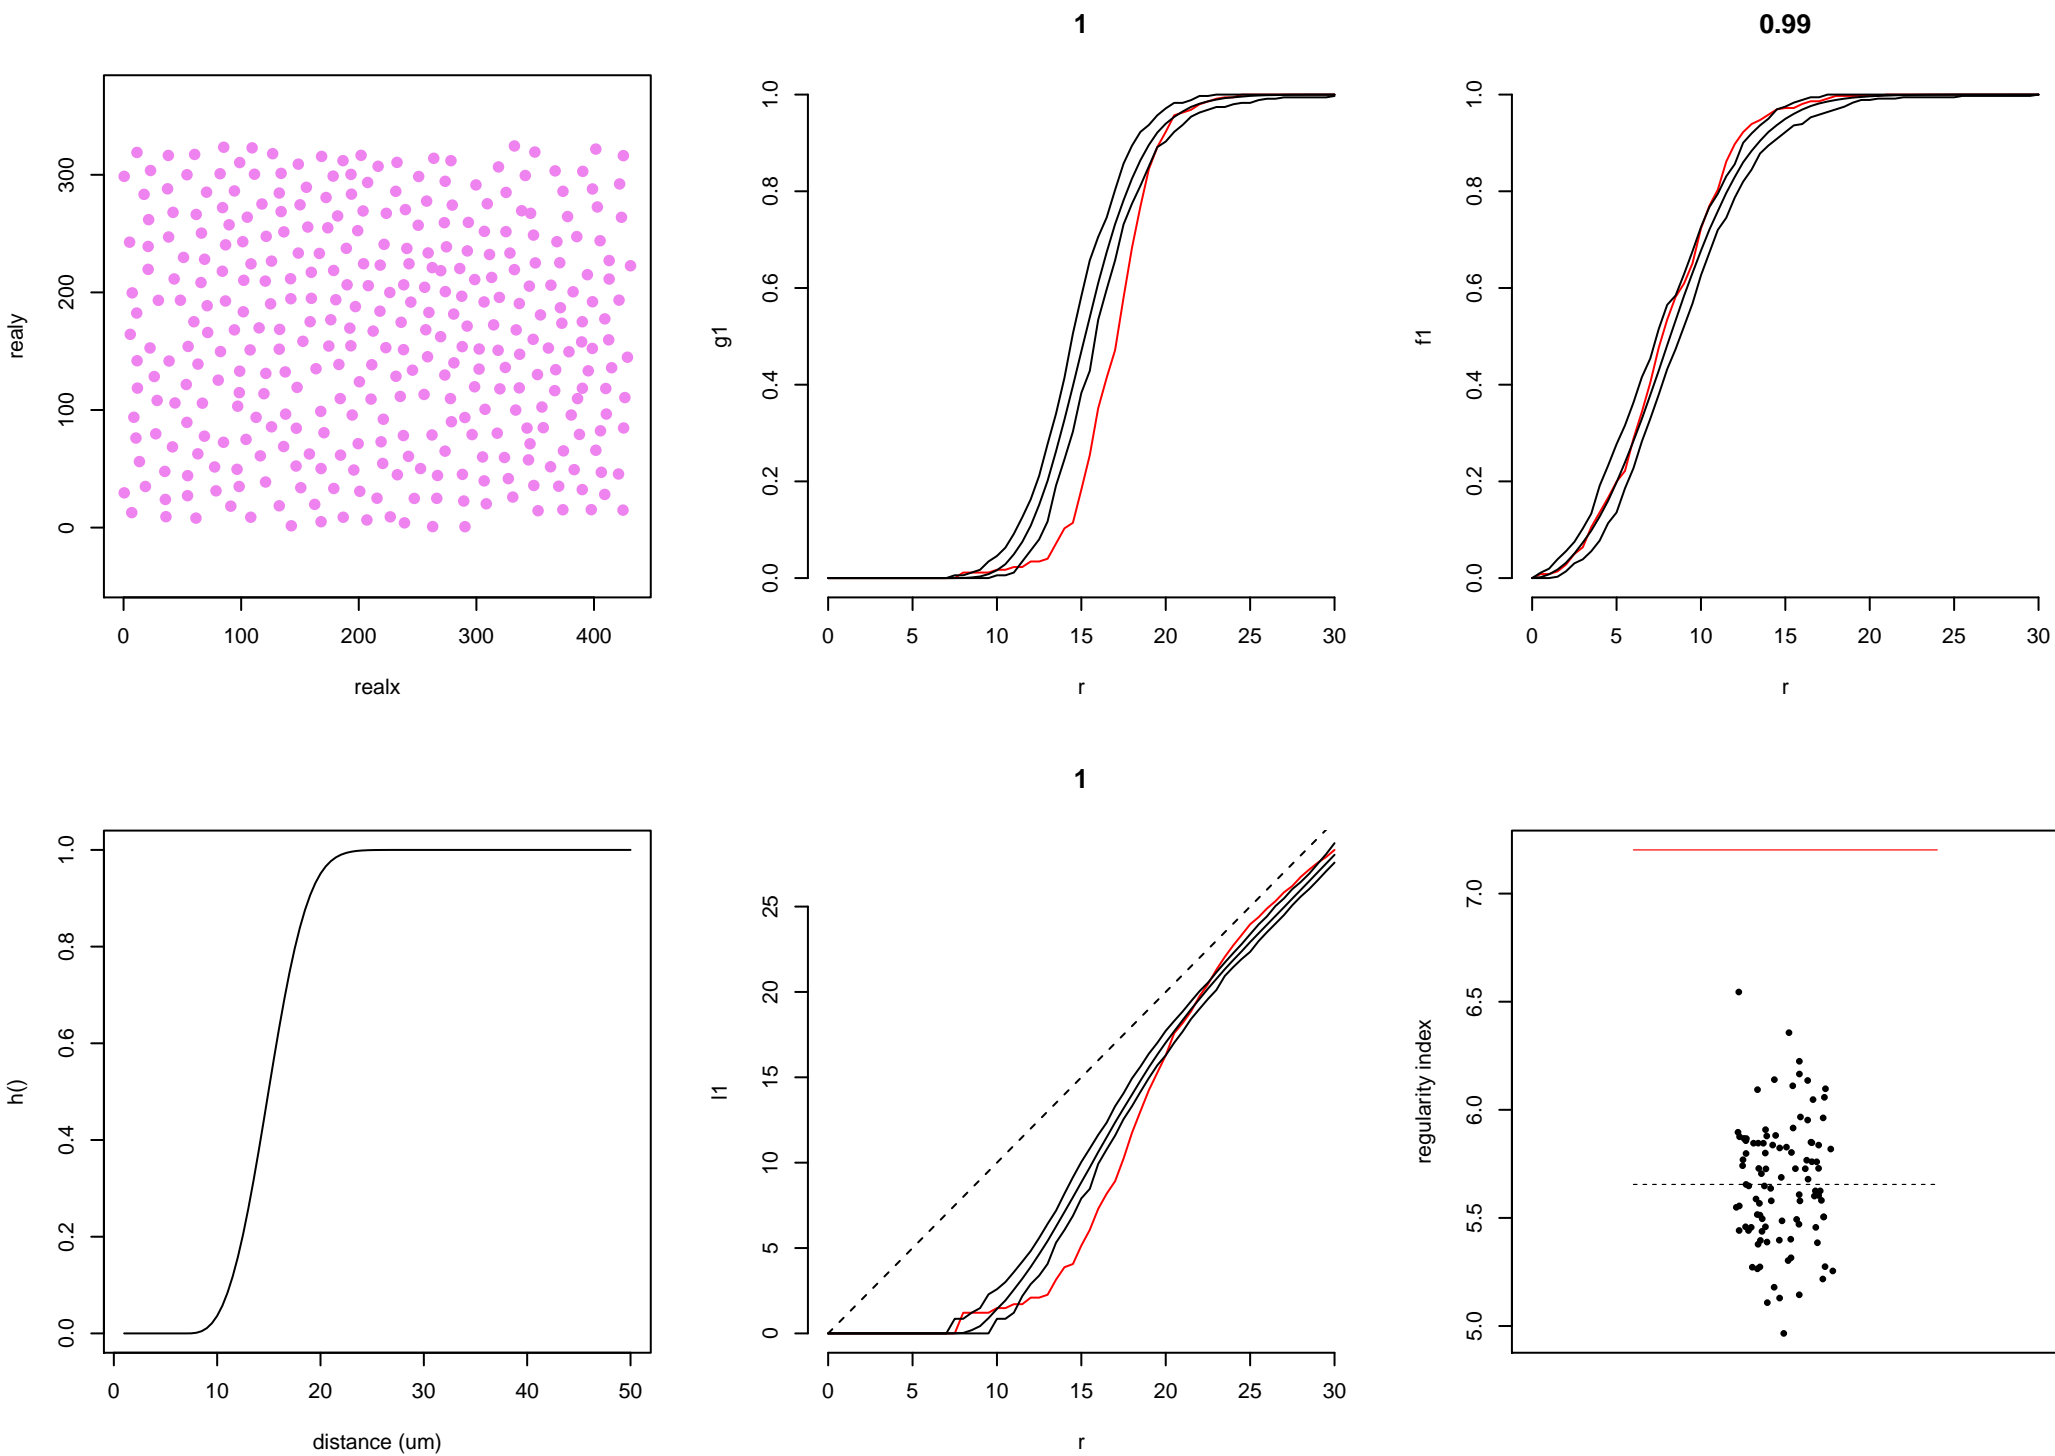 realy
0 100 200 300
0 100 200 300 400
realx
1
g1
0.0 0.2 0.4 0.6 0.8 1.0
0 5 10 15 20 25 30
r
0.99
f1
0.0 0.2 0.4 0.6 0.8 1.0
0 5 10 15 20 25 30
r
h()
0.0 0.2 0.4 0.6 0.8 1.0
0 10 20 30 40 50
distance (um)
1
l1
0 5 10 15 20 25
0 5 10 15 20 25 30
r
regularity index
5.0 5.5 6.0 6.5 7.0